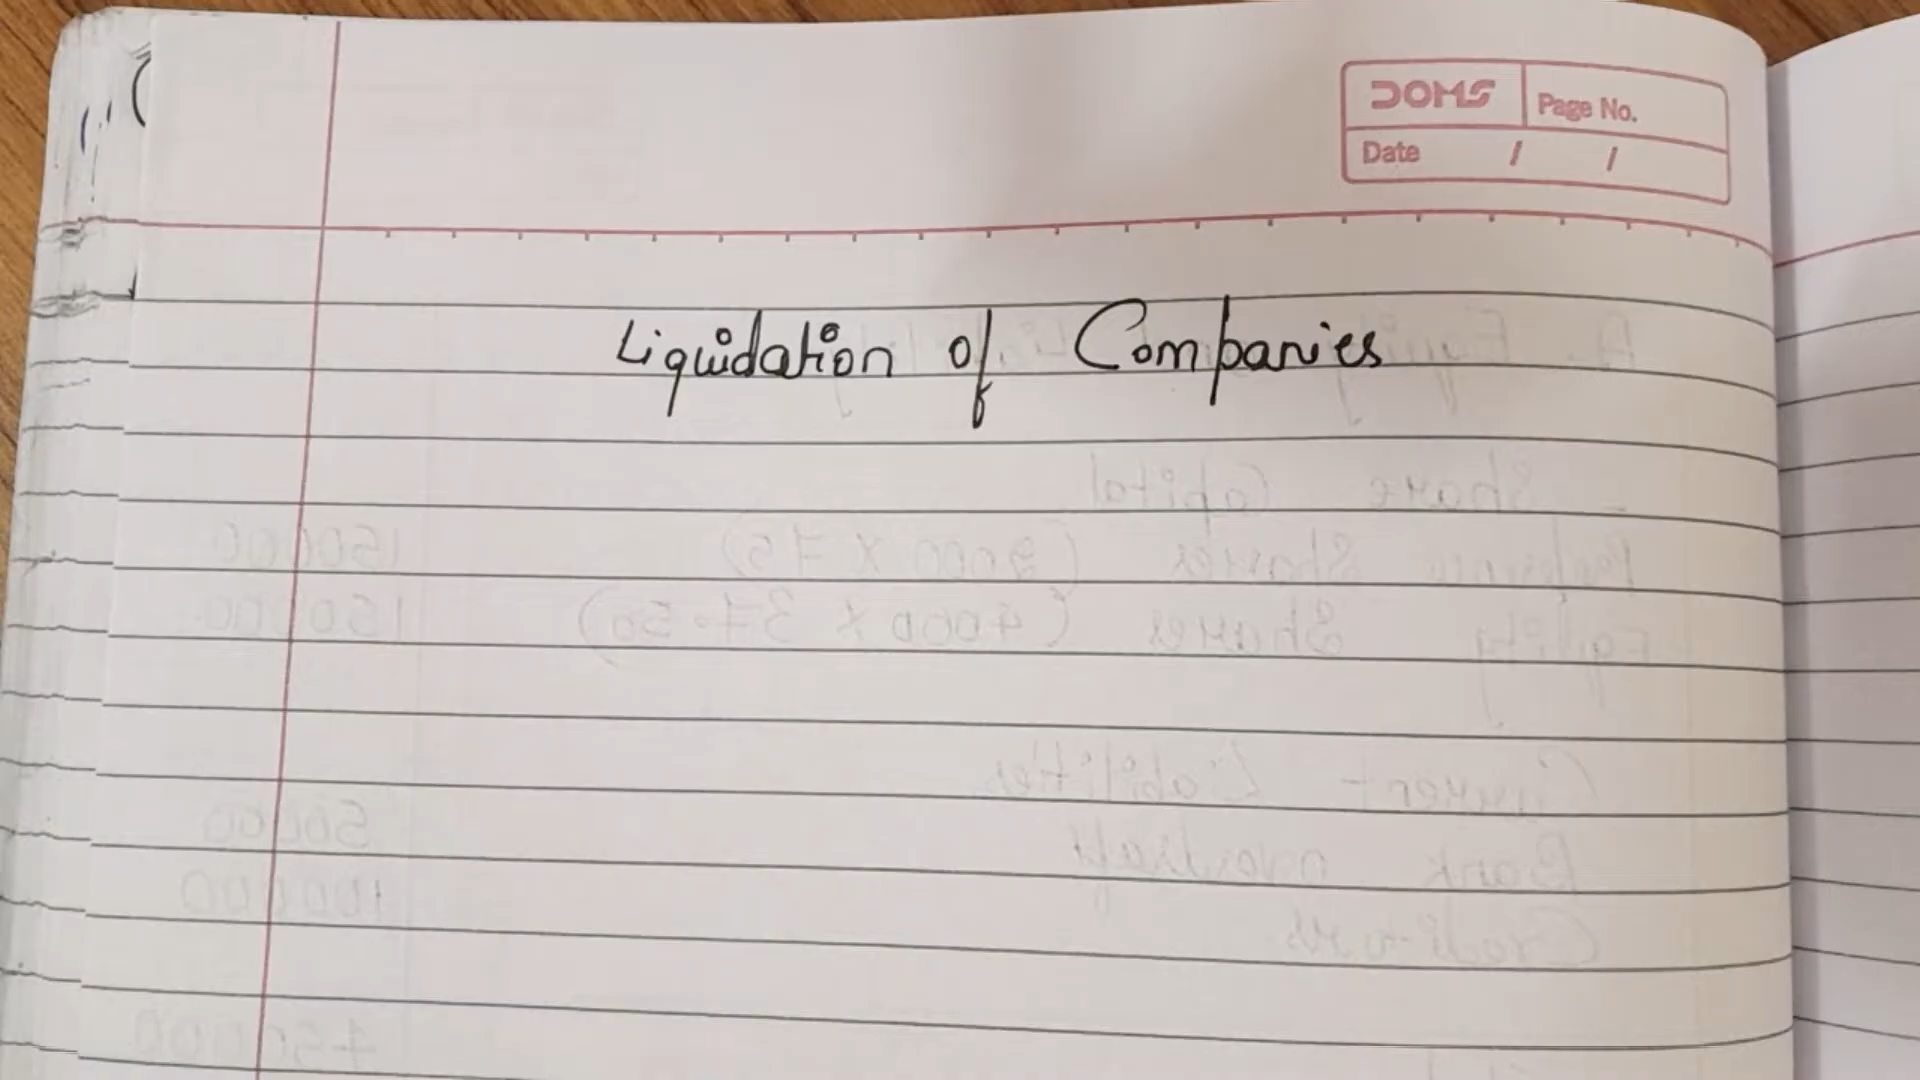 DOMS
Page No.
Date / /
Liquidation of Companies